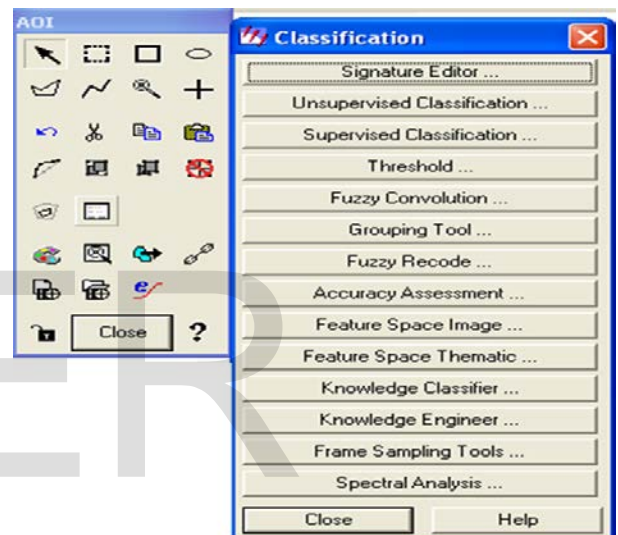 AOI
Close
?
Classification
Signature Editor ...
Unsupervised Classification ...
Supervised Classification ...
Threshold ...
Fuzzy Convolution ...
Grouping Tool ...
Fuzzy Recode ...
Accuracy Assessment ...
Feature Space Image ...
Feature Space Thematic ...
Knowledge Classifier ...
Knowledge Engineer ...
Frame Sampling Tools ...
Spectral Analysis ...
Close Help
ER